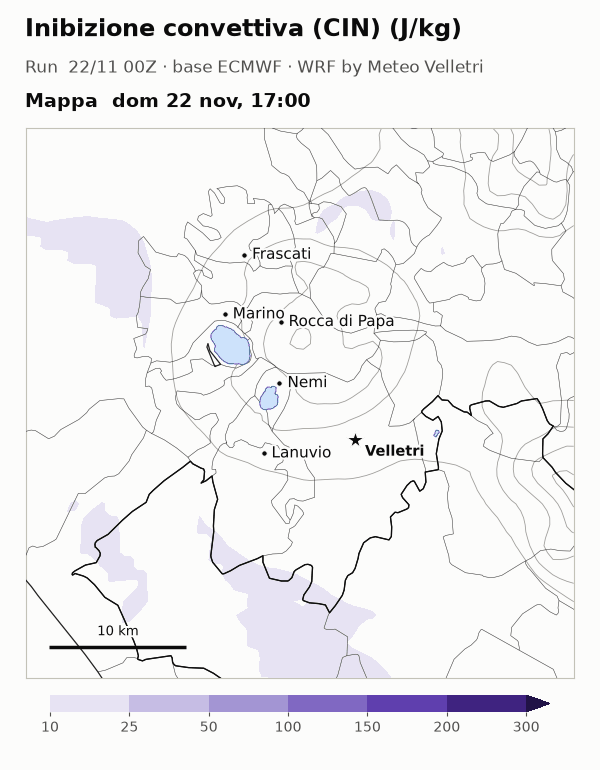 Inibizione convettiva (CIN) (J/kg)
Run  22/11 00Z · base ECMWF · WRF by Meteo Velletri
Mappa  dom 22 nov, 17:00
Frascati
Marino
Rocca di Papa
Nemi
Lanuvio
Velletri
10 km
10 25 50 100 150 200 300